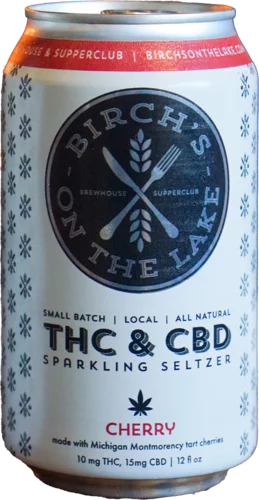 HOUSE & SUPPERCLUB | BIRCHSONTHELAKE.COM
BIRCH'S
BREWHOUSE SUPPERCLUB
ON THE LAKE
SMALL BATCH | LOCAL | ALL NATURAL
THC & CBD
SPARKLING SELTZER
CHERRY
made with Michigan Montmorency tart cherries
10 mg THC, 15mg CBD | 12 fl oz